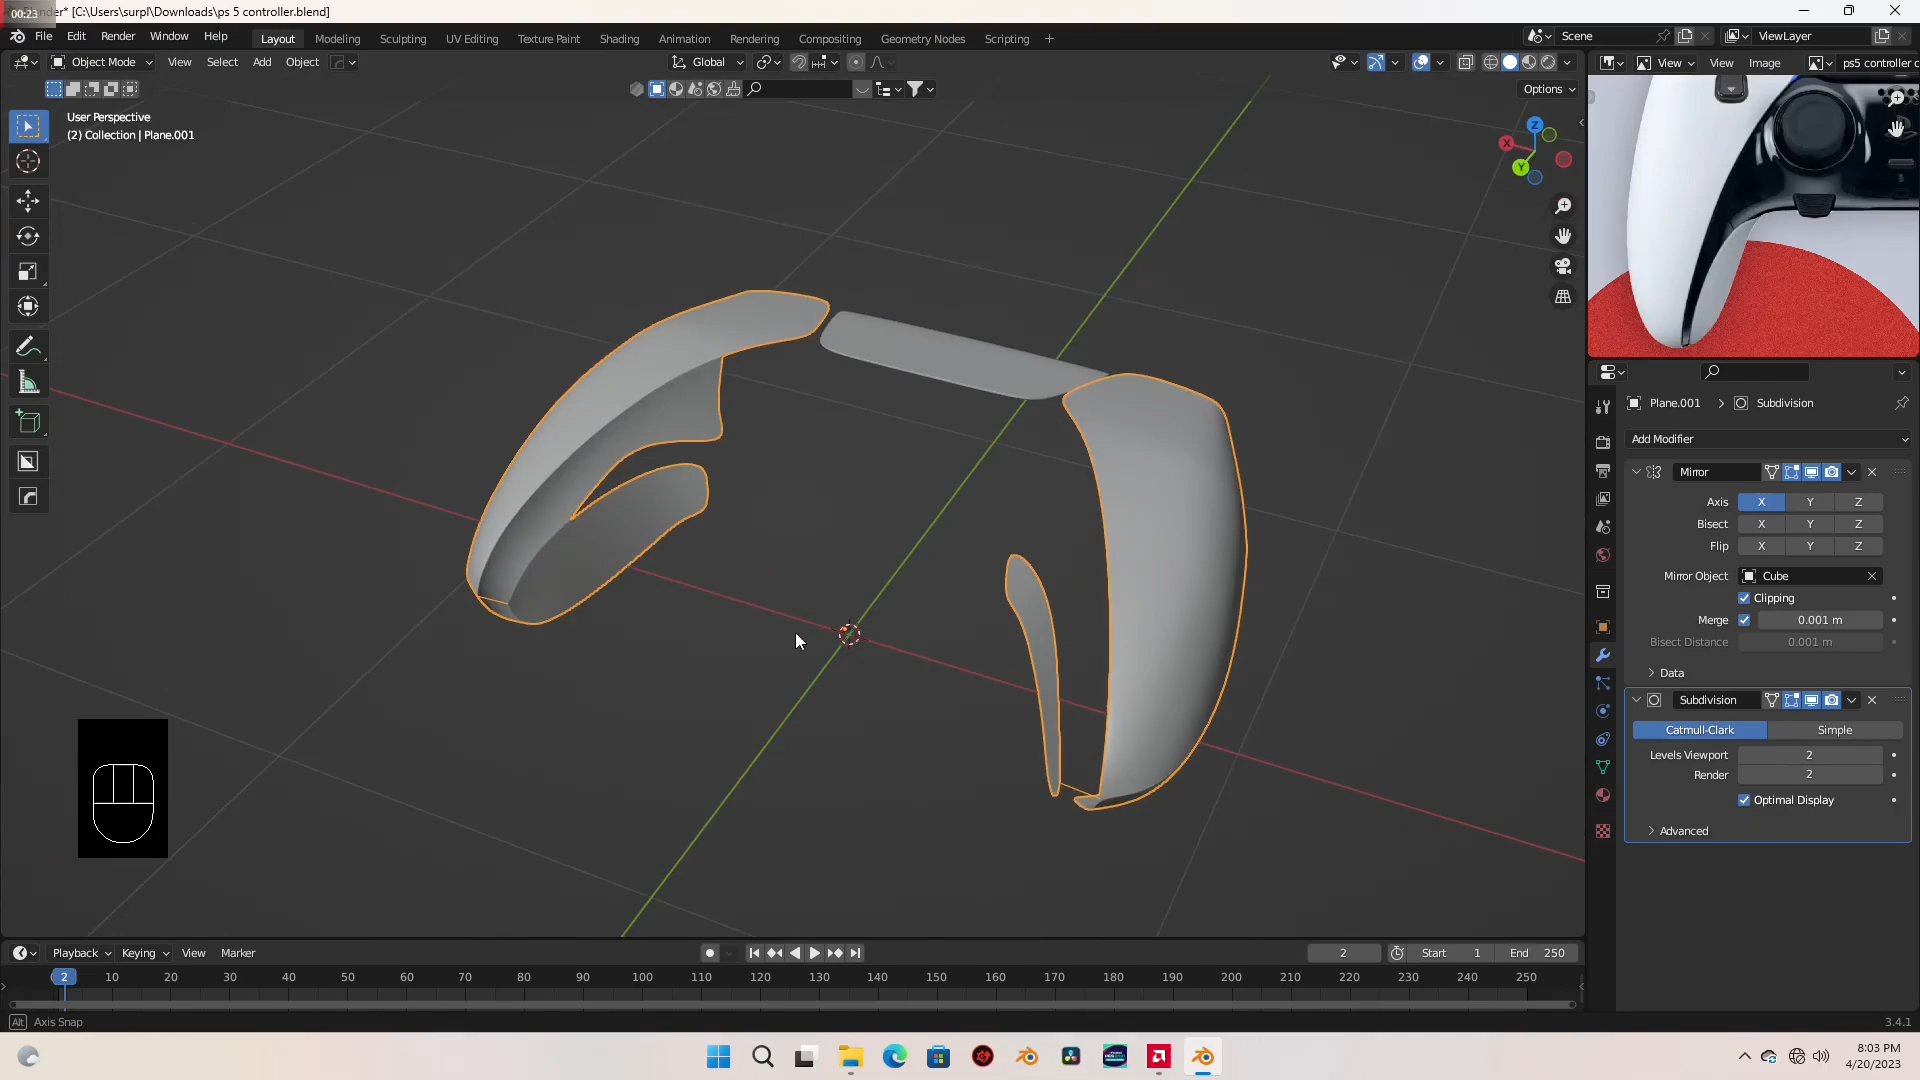 00:23
nder* [C:\Users\surpl\Downloads\ps 5 controller.blend]
File Edit Render Window Help
Layout Modeling Sculpting UV Editing Texture Paint Shading Animation Rendering Compositing Geometry Nodes Scripting +
Scene
ViewLayer
Object Mode View Select Add Object
Global
View View Image ps5 controller c
Options
User Perspective
(2) Collection | Plane.001
X
Y
Z
Plane.001 > Subdivision
Add Modifier
Mirror
Axis X Y Z
Bisect X Y Z
Flip X Y Z
Mirror Object Cube
Clipping
Merge 0.001 m
Bisect Distance 0.001 m
Data
Subdivision
Catmull-Clark Simple
Levels Viewport 2
Render 2
Optimal Display
Advanced
Playback Keying View Marker
2 Start 1 End 250
2 10 20 30 40 50 60 70 80 90 100 110 120 130 140 150 160 170 180 190 200 210 220 230 240 250
Alt Axis Snap
3.4.1
8:03 PM
4/20/2023